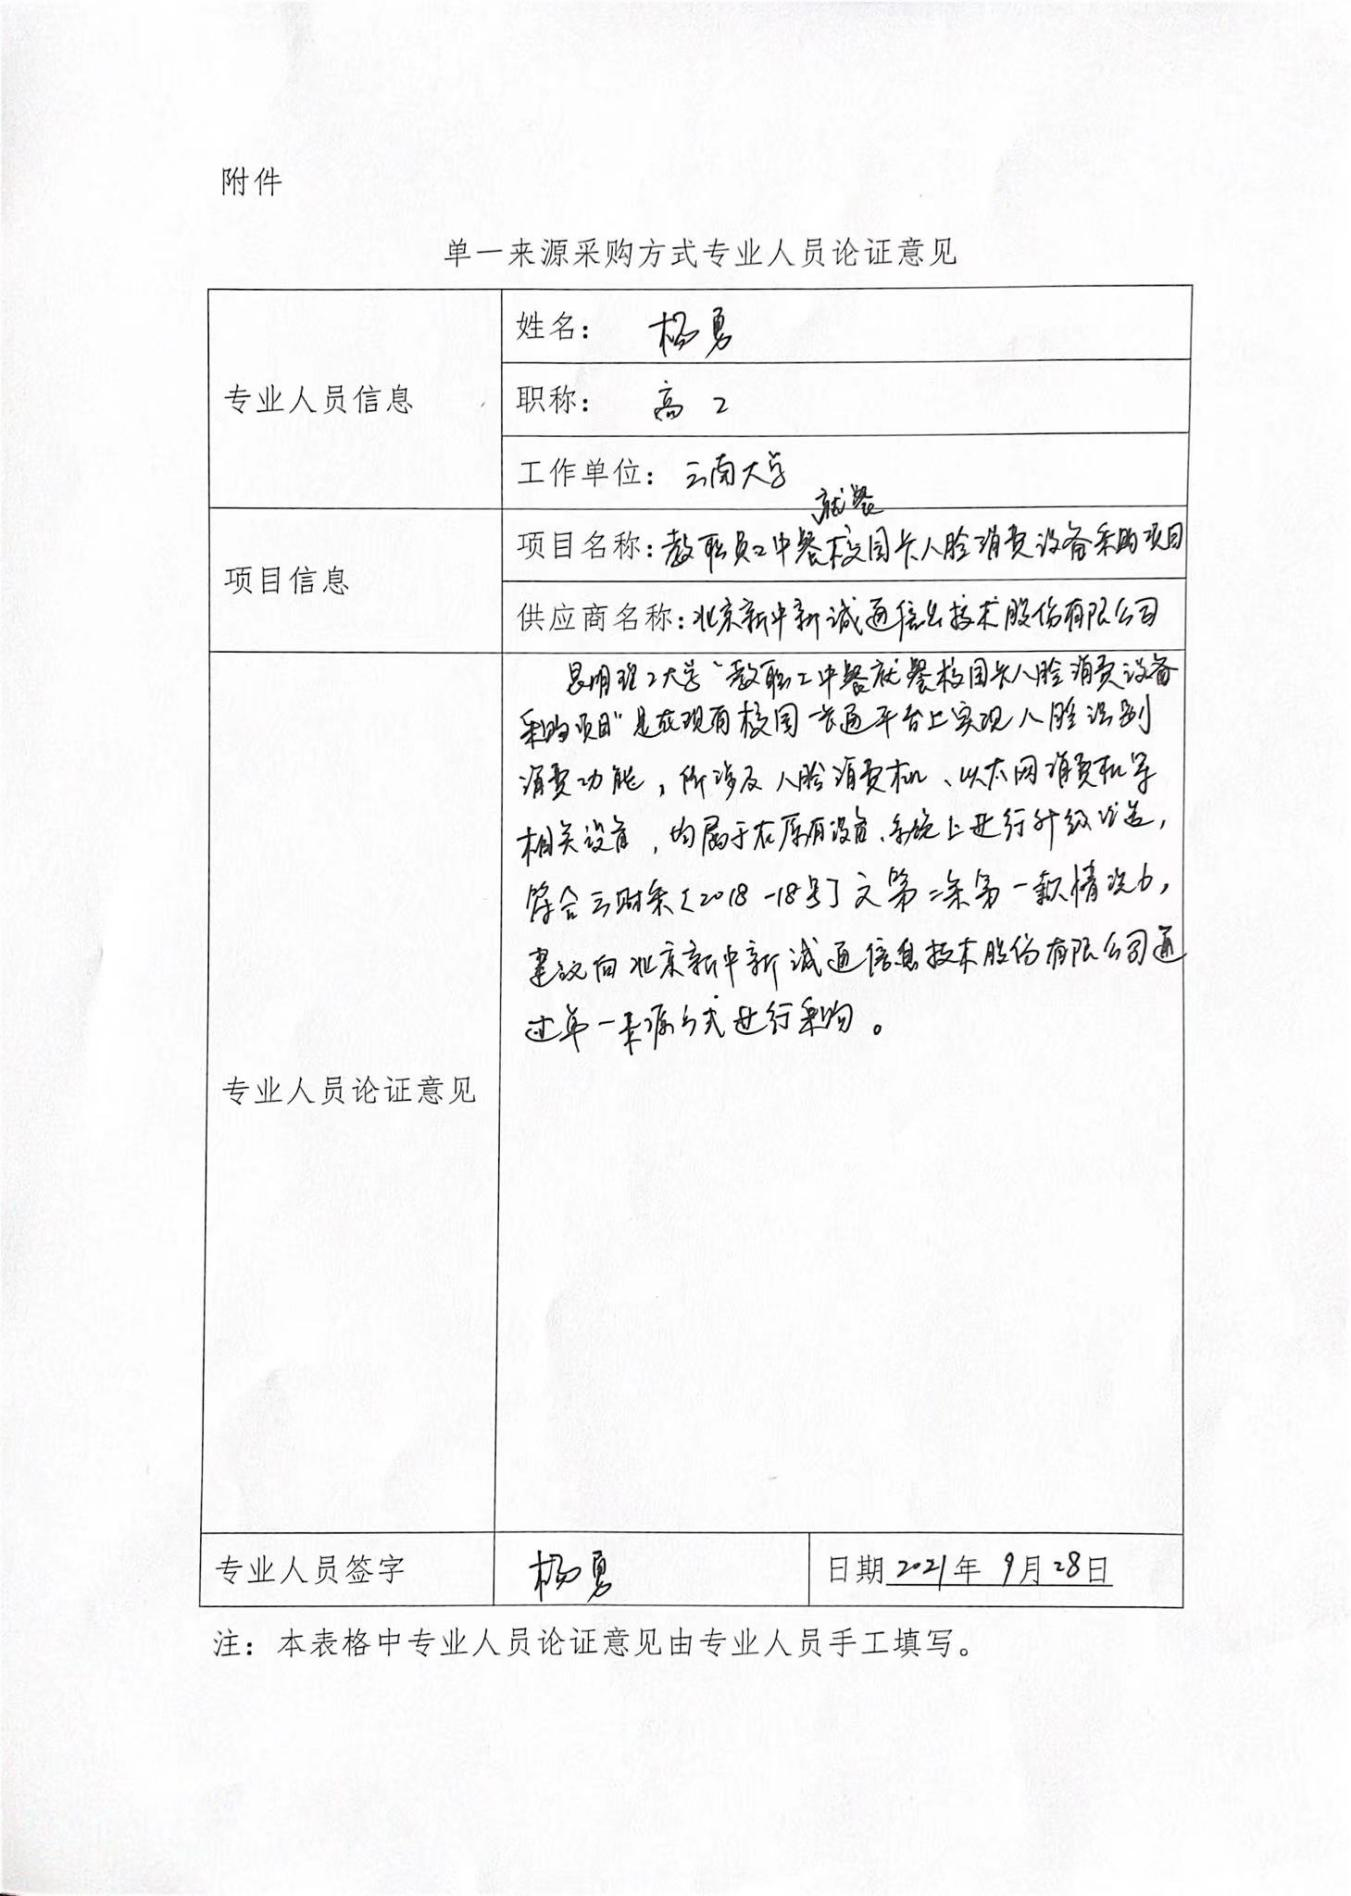 附件
单一来源采购方式专业人员论证意见
专业人员信息
姓名： 杨勇
职称： 高工
工作单位：云南大学
项目信息
就餐
项目名称：教职员工中餐校园卡人脸消费设备采购项目
供应商名称：北京新中新诚通信息技术股份有限公司
专业人员论证意见
昆明理工大学“教职工中餐就餐校园卡人脸消费设备
采购项目”是在现有校园一卡通平台上实现人脸识别
消费功能，所涉及人脸消费机、以太网消费机等
相关设备，均属于在原有设备、系统上进行升级改造，
符合云财采〔2018-18号〕文第二条第一款情况b，
建议向北京新中新诚通信息技术股份有限公司通
过单一来源方式进行采购。
专业人员签字
杨勇
日期 2021年 9月28日
注：本表格中专业人员论证意见由专业人员手工填写。